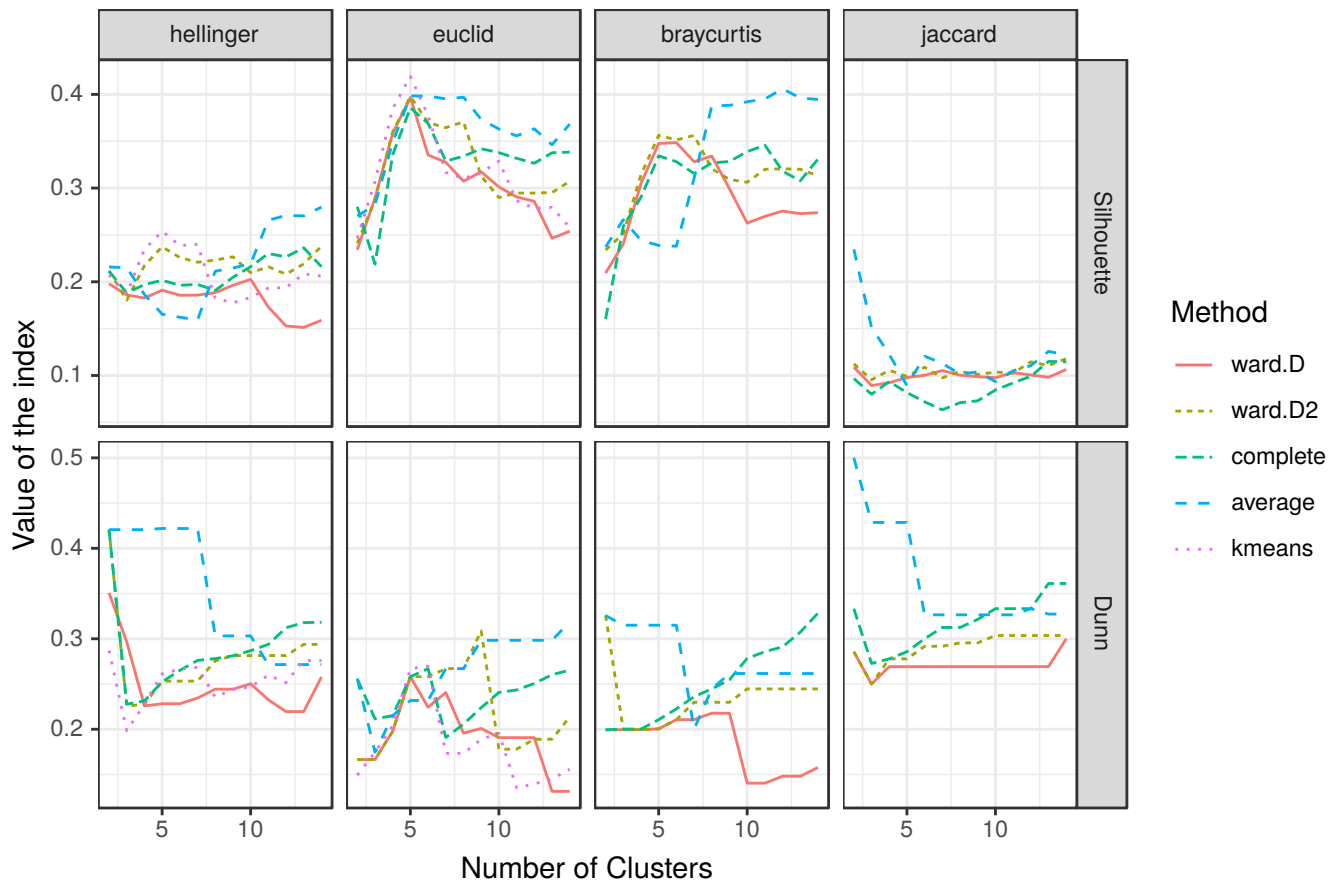 hellinger euclid braycurtis jaccard
0.4
0.3
0.2
0.1
Silhouette
0.5
0.4
0.3
0.2
Dunn
5 10 5 10 5 10 5 10
Number of Clusters
Value of the index
Method
ward.D
ward.D2
complete
average
kmeans